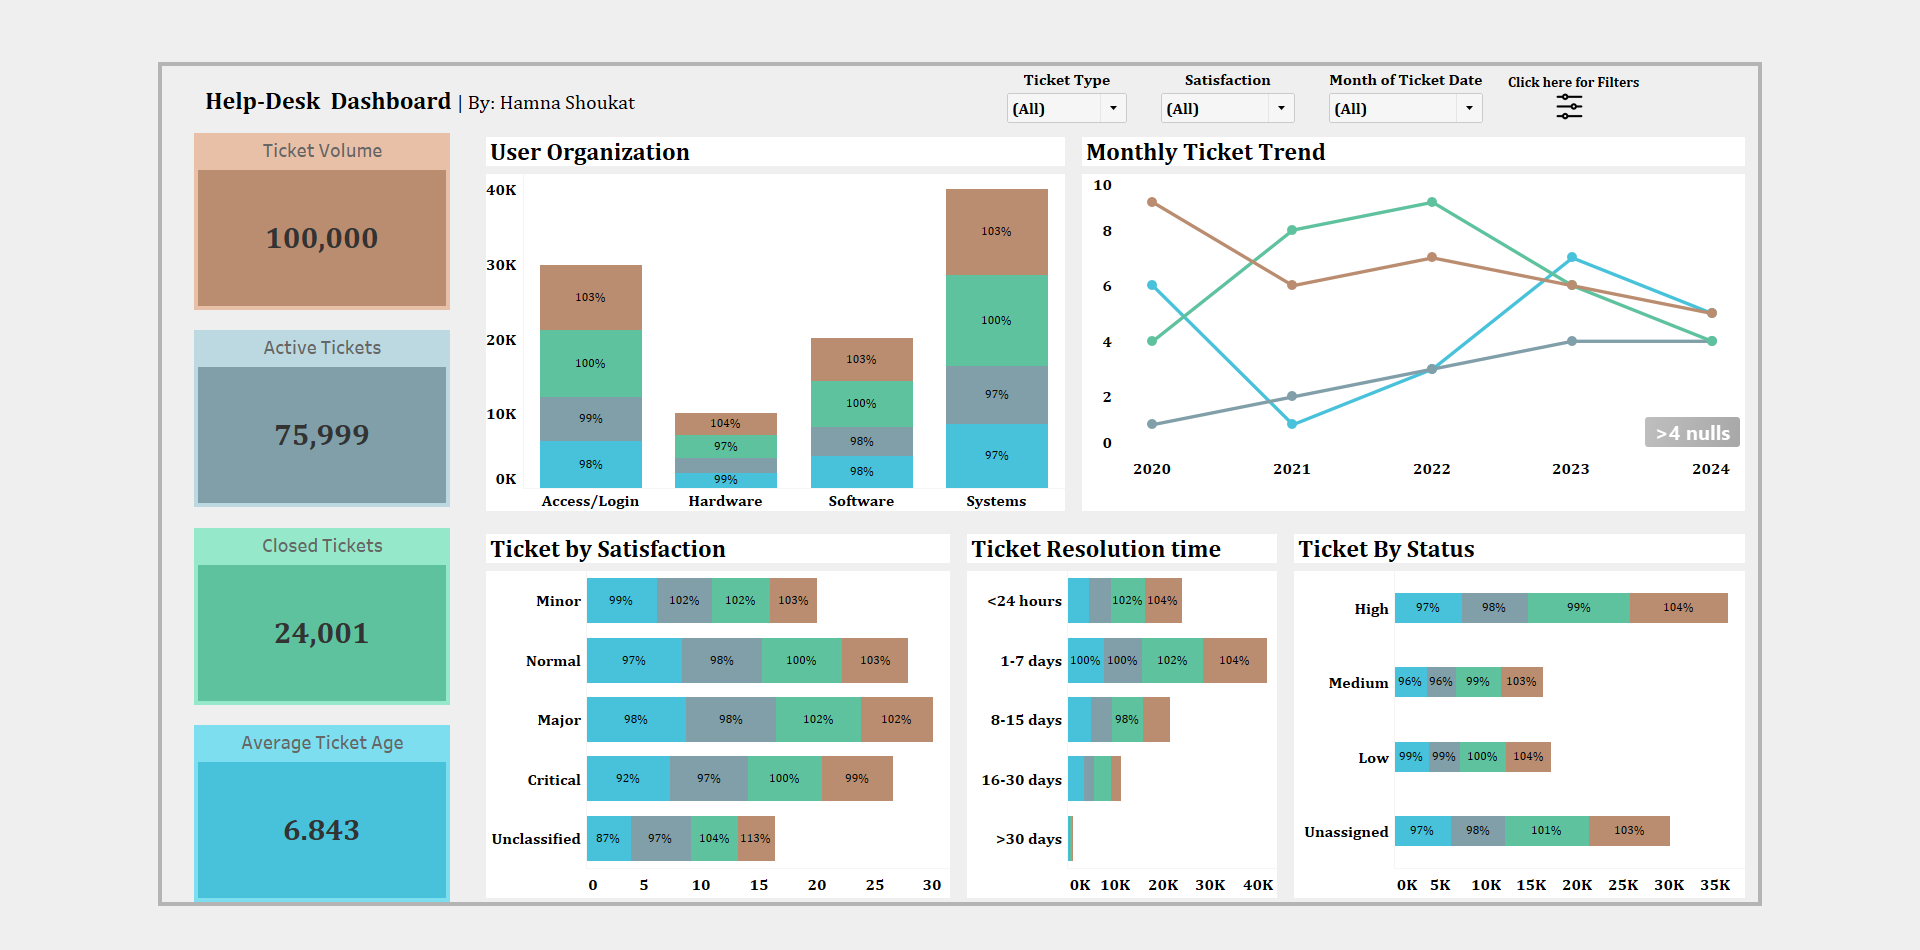 Help-Desk Dashboard | By: Hamna Shoukat
Ticket Type
(All)
Satisfaction
(All)
Month of Ticket Date
(All)
Click here for Filters
Ticket Volume
100,000
Active Tickets
75,999
Closed Tickets
24,001
Average Ticket Age
6.843
User Organization
40K
30K
20K
10K
0K
103%
100%
99%
98%
104%
97%
99%
103%
100%
98%
98%
103%
100%
97%
97%
Access/Login Hardware Software Systems
Monthly Ticket Trend
10
8
6
4
2
0
>4 nulls
2020 2021 2022 2023 2024
Ticket by Satisfaction
Minor 99% 102% 102% 103%
Normal 97% 98% 100% 103%
Major 98% 98% 102% 102%
Critical 92% 97% 100% 99%
Unclassified 87% 97% 104% 113%
0 5 10 15 20 25 30
Ticket Resolution time
<24 hours 102% 104%
1-7 days 100% 100% 102% 104%
8-15 days 98%
16-30 days
>30 days
0K 10K 20K 30K 40K
Ticket By Status
High 97% 98% 99% 104%
Medium 96% 96% 99% 103%
Low 99% 99% 100% 104%
Unassigned 97% 98% 101% 103%
0K 5K 10K 15K 20K 25K 30K 35K